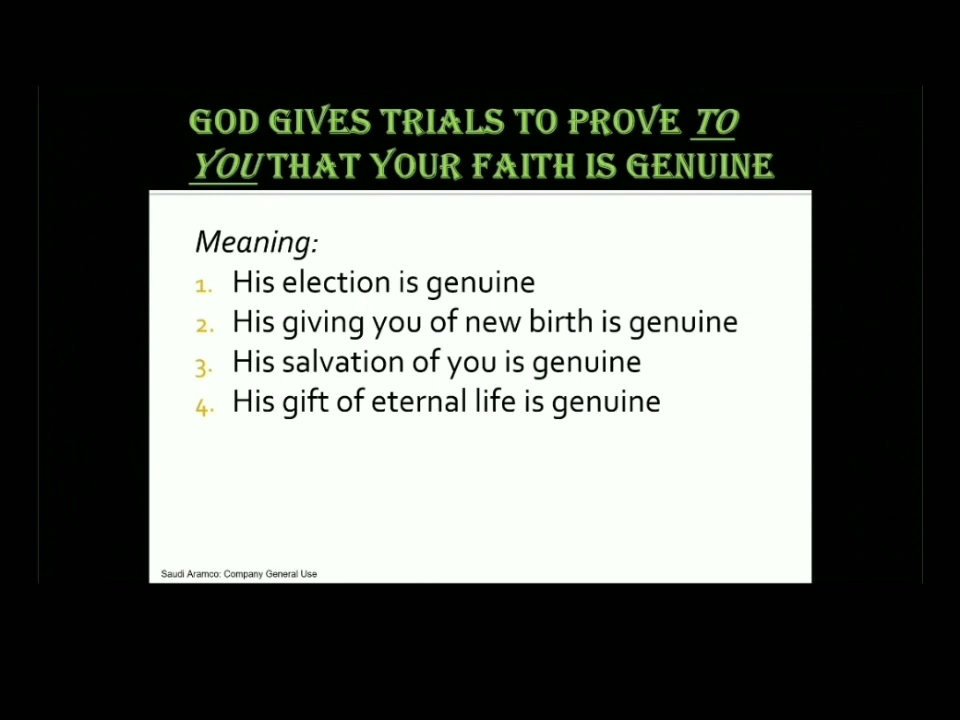 GOD GIVES TRIALS TO PROVE TO
YOU THAT YOUR FAITH IS GENUINE
Meaning:
1. His election is genuine
2. His giving you of new birth is genuine
3. His salvation of you is genuine
4. His gift of eternal life is genuine
Saudi Aramco: Company General Use